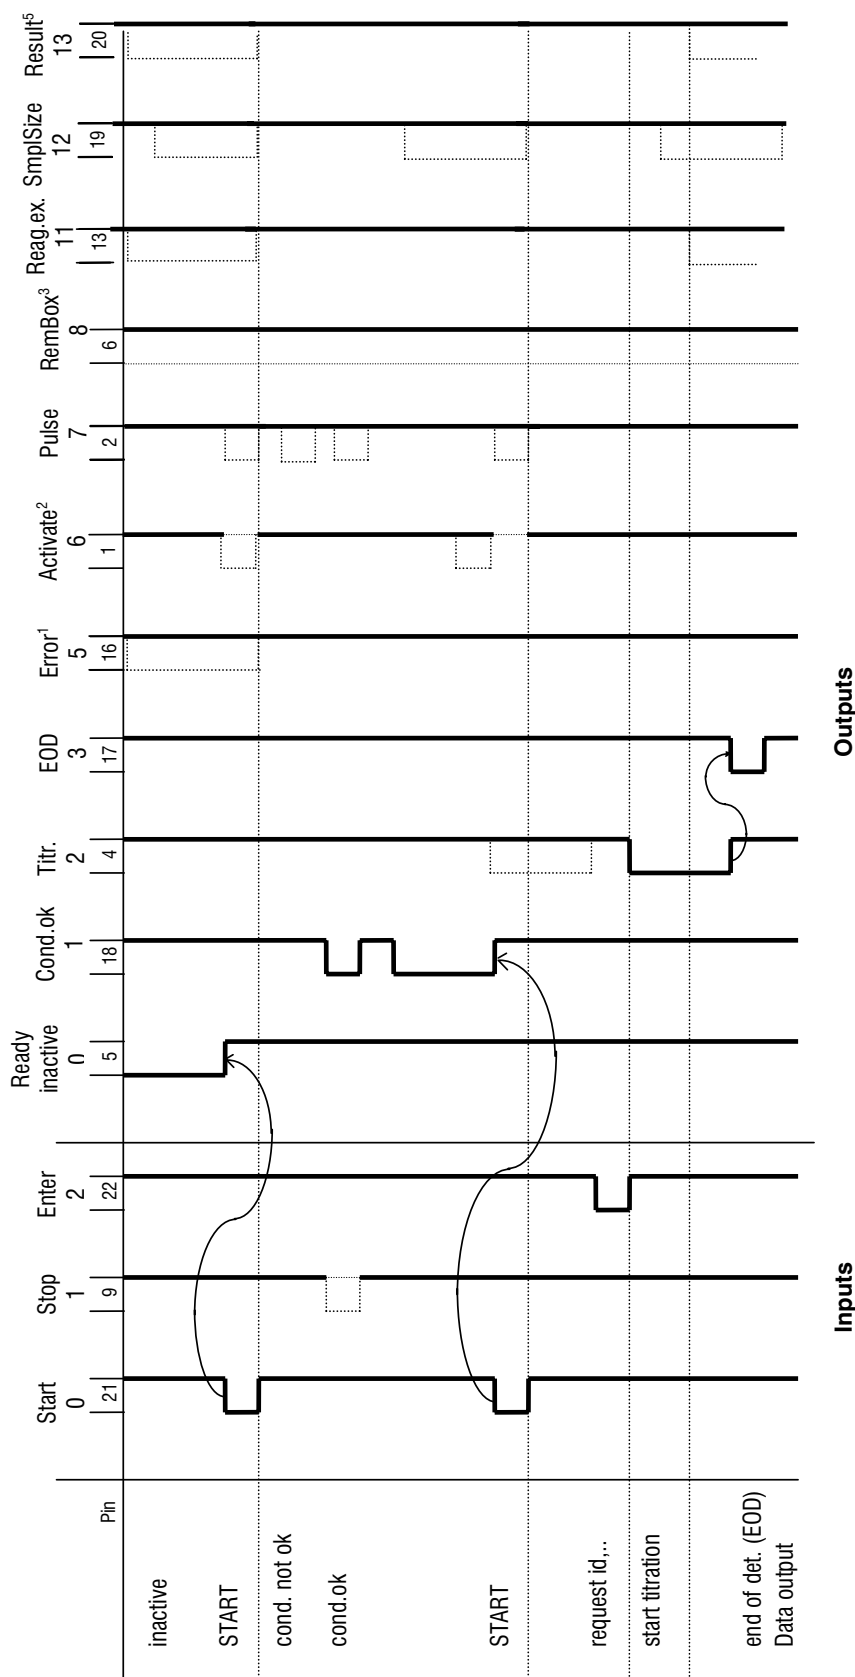 Ready
Start Stop Enter inactive Cond.ok Titr. EOD Error¹ Activate² Pulse RemBox³ Reag.ex. SmplSize Result⁵
0 1 2 0 1 2 3 5 6 7 8 11 12 13
Pin 21 9 22 5 18 4 17 16 1 2 6 13 19 20
inactive
START
cond. not ok
cond.ok
START
request id,..
start titration
end of det. (EOD)
Data output
Inputs Outputs